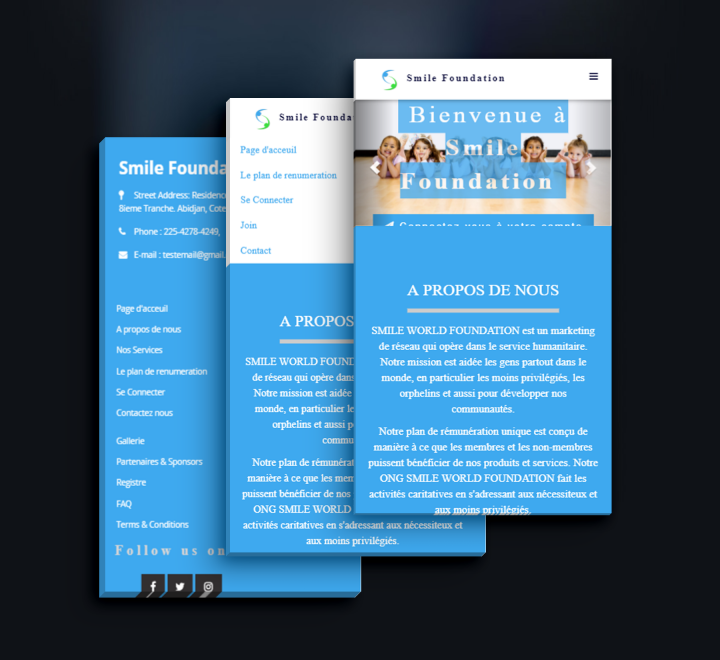 Smile Founda
Street Address: Residenc
8ieme Tranche. Abidjan, Cote
Phone : 225-4278-4249,
E-mail : testemail@gmail.
Page d'acceuil
A propos de nous
Nos Services
Le plan de renumeration
Se Connecter
Contactez nous
Gallerie
Partenaires & Sponsors
Registre
FAQ
Terms & Conditions
Follow us on
Smile Founda
Page d'acceuil
Le plan de renumeration
Se Connecter
Join
Contact
A PROPOS
SMILE WORLD FOUND
de réseau qui opère dans
Notre mission est aidée
monde, en particulier le
orphelins et aussi p
commu
Notre plan de rémunérat
manière à ce que les mem
puissent bénéficier de nos
ONG SMILE WORLD
activités caritatives en s'adressant aux nécessiteux et
aux moins privilégiés.
Smile Foundation
Bienvenue à
Smile
Foundation
Connectez-vous à votre compte
A PROPOS DE NOUS
SMILE WORLD FOUNDATION est un marketing
de réseau qui opère dans le service humanitaire.
Notre mission est aidée les gens partout dans le
monde, en particulier les moins privilégiés, les
orphelins et aussi pour développer nos
communautés.
Notre plan de rémunération unique est conçu de
manière à ce que les membres et les non-membres
puissent bénéficier de nos produits et services. Notre
ONG SMILE WORLD FOUNDATION fait les
activités caritatives en s'adressant aux nécessiteux et
aux moins privilégiés.